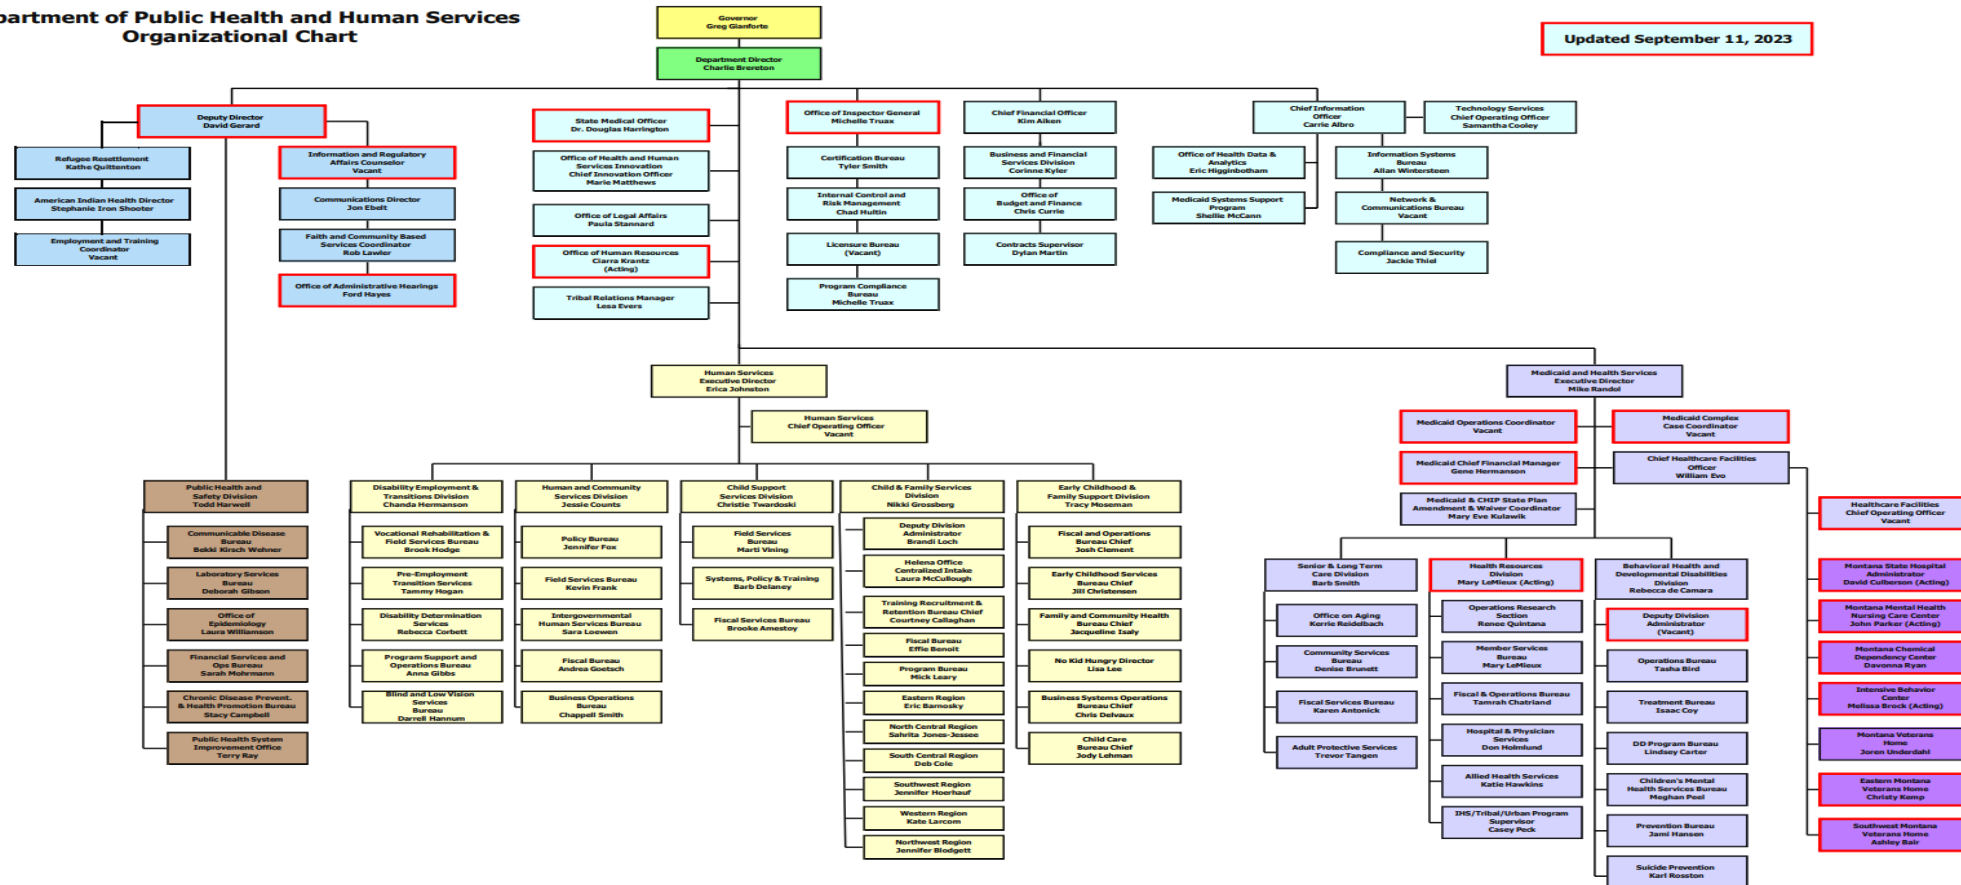 partment of Public Health and Human Services
Organizational Chart
Updated September 11, 2023
Governor
Greg Gianforte
Department Director
Charlie Brereton
Deputy Director
David Gerard
Refugee Resettlement
Kathe Quittenton
American Indian Health Director
Stephanie Iron Shooter
Employment and Training
Coordinator
Vacant
Information and Regulatory
Affairs Counselor
Vacant
Communications Director
Jon Ebelt
Faith and Community Based
Services Coordinator
Rob Lawler
Office of Administrative Hearings
Ford Hayes
State Medical Officer
Dr. Douglas Harrington
Office of Health and Human
Services Innovation
Chief Innovation Officer
Marie Matthews
Office of Legal Affairs
Paula Stannard
Office of Human Resources
Ciarra Krantz
(Acting)
Tribal Relations Manager
Lesa Evers
Office of Inspector General
Michelle Truax
Certification Bureau
Tyler Smith
Internal Control and
Risk Management
Chad Hultin
Licensure Bureau
(Vacant)
Program Compliance
Bureau
Michelle Truax
Chief Financial Officer
Kim Aiken
Business and Financial
Services Division
Corinne Kyler
Office of
Budget and Finance
Chris Currie
Contracts Supervisor
Dylan Martin
Chief Information
Officer
Carrie Albro
Technology Services
Chief Operating Officer
Samantha Cooley
Office of Health Data &
Analytics
Eric Higginbotham
Medicaid Systems Support
Program
Shellie McCann
Information Systems
Bureau
Allan Wintersteen
Network &
Communications Bureau
Vacant
Compliance and Security
Jackie Thiel
Human Services
Executive Director
Erica Johnston
Human Services
Chief Operating Officer
Vacant
Medicaid and Health Services
Executive Director
Mike Randol
Medicaid Operations Coordinator
Vacant
Medicaid Complex
Case Coordinator
Vacant
Medicaid Chief Financial Manager
Gene Hermanson
Chief Healthcare Facilities
Officer
William Evo
Medicaid & CHIP State Plan
Amendment & Waiver Coordinator
Mary Eve Kulawik
Public Health and
Safety Division
Todd Harwell
Communicable Disease
Bureau
Bekki Kirsch Wehner
Laboratory Services
Bureau
Deborah Gibson
Office of
Epidemiology
Laura Williamson
Financial Services and
Ops Bureau
Sarah Mohrmann
Chronic Disease Prevent.
& Health Promotion Bureau
Stacy Campbell
Public Health System
Improvement Office
Terry Ray
Disability Employment &
Transitions Division
Chanda Hermanson
Vocational Rehabilitation &
Field Services Bureau
Brook Hodge
Pre-Employment
Transition Services
Tammy Hogan
Disability Determination
Services
Rebecca Corbett
Program Support and
Operations Bureau
Anna Gibbs
Blind and Low Vision
Services
Bureau
Darrell Hannum
Human and Community
Services Division
Jessie Counts
Policy Bureau
Jennifer Fox
Field Services Bureau
Kevin Frank
Intergovernmental
Human Services Bureau
Sara Loewen
Fiscal Bureau
Andrea Goetsch
Business Operations
Bureau
Chappell Smith
Child Support
Services Division
Christie Twardoski
Field Services
Bureau
Marti Vining
Systems, Policy & Training
Barb Delaney
Fiscal Services Bureau
Brooke Amestoy
Child & Family Services
Division
Nikki Grossberg
Deputy Division
Administrator
Brandi Loch
Helena Office
Centralized Intake
Laura McCullough
Training Recruitment &
Retention Bureau Chief
Courtney Callaghan
Fiscal Bureau
Effie Benoit
Program Bureau
Mick Leary
Eastern Region
Eric Barnosky
North Central Region
Sahrita Jones-Jessee
South Central Region
Deb Cole
Southwest Region
Jennifer Hoerhauf
Western Region
Kate Larcom
Northwest Region
Jennifer Blodgett
Early Childhood &
Family Support Division
Tracy Moseman
Fiscal and Operations
Bureau Chief
Josh Clement
Early Childhood Services
Bureau Chief
Jill Christensen
Family and Community Health
Bureau Chief
Jacqueline Isaly
No Kid Hungry Director
Lisa Lee
Business Systems Operations
Bureau Chief
Chris Delvaux
Child Care
Bureau Chief
Jody Lehman
Senior & Long Term
Care Division
Barb Smith
Office on Aging
Kerrie Reidelbach
Community Services
Bureau
Denise Brunett
Fiscal Services Bureau
Karen Antonick
Adult Protective Services
Trevor Tangen
Health Resources
Division
Mary LeMieux (Acting)
Operations Research
Section
Renee Quintana
Member Services
Bureau
Mary LeMieux
Fiscal & Operations Bureau
Tamrah Chatriand
Hospital & Physician
Services
Don Holmlund
Allied Health Services
Katie Hawkins
IHS/Tribal/Urban Program
Supervisor
Casey Peck
Behavioral Health and
Developmental Disabilities
Division
Rebecca de Camara
Deputy Division
Administrator
(Vacant)
Operations Bureau
Tasha Bird
Treatment Bureau
Isaac Coy
DD Program Bureau
Lindsey Carter
Children's Mental
Health Services Bureau
Meghan Peel
Prevention Bureau
Jami Hansen
Suicide Prevention
Karl Rosston
Healthcare Facilities
Chief Operating Officer
Vacant
Montana State Hospital
Administrator
David Culberson (Acting)
Montana Mental Health
Nursing Care Center
John Parker (Acting)
Montana Chemical
Dependency Center
Davonna Ryan
Intensive Behavior
Center
Melissa Brock (Acting)
Montana Veterans
Home
Joren Underdahl
Eastern Montana
Veterans Home
Christy Kemp
Southwest Montana
Veterans Home
Ashley Bair